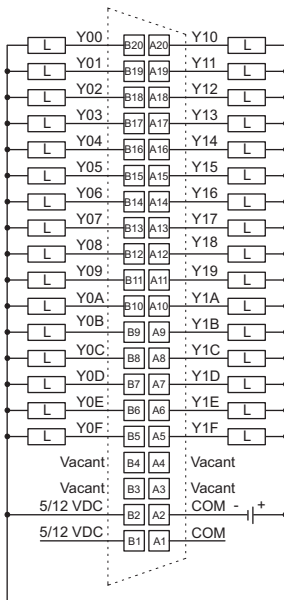 L Y00 B20 A20 Y10 L
L Y01 B19 A19 Y11 L
L Y02 B18 A18 Y12 L
L Y03 B17 A17 Y13 L
L Y04 B16 A16 Y14 L
L Y05 B15 A15 Y15 L
L Y06 B14 A14 Y16 L
L Y07 B13 A13 Y17 L
L Y08 B12 A12 Y18 L
L Y09 B11 A11 Y19 L
L Y0A B10 A10 Y1A L
L Y0B B9 A9 Y1B L
L Y0C B8 A8 Y1C L
L Y0D B7 A7 Y1D L
L Y0E B6 A6 Y1E L
L Y0F B5 A5 Y1F L
Vacant B4 A4 Vacant
Vacant B3 A3 Vacant
5/12 VDC B2 A2 COM - +
5/12 VDC B1 A1 COM